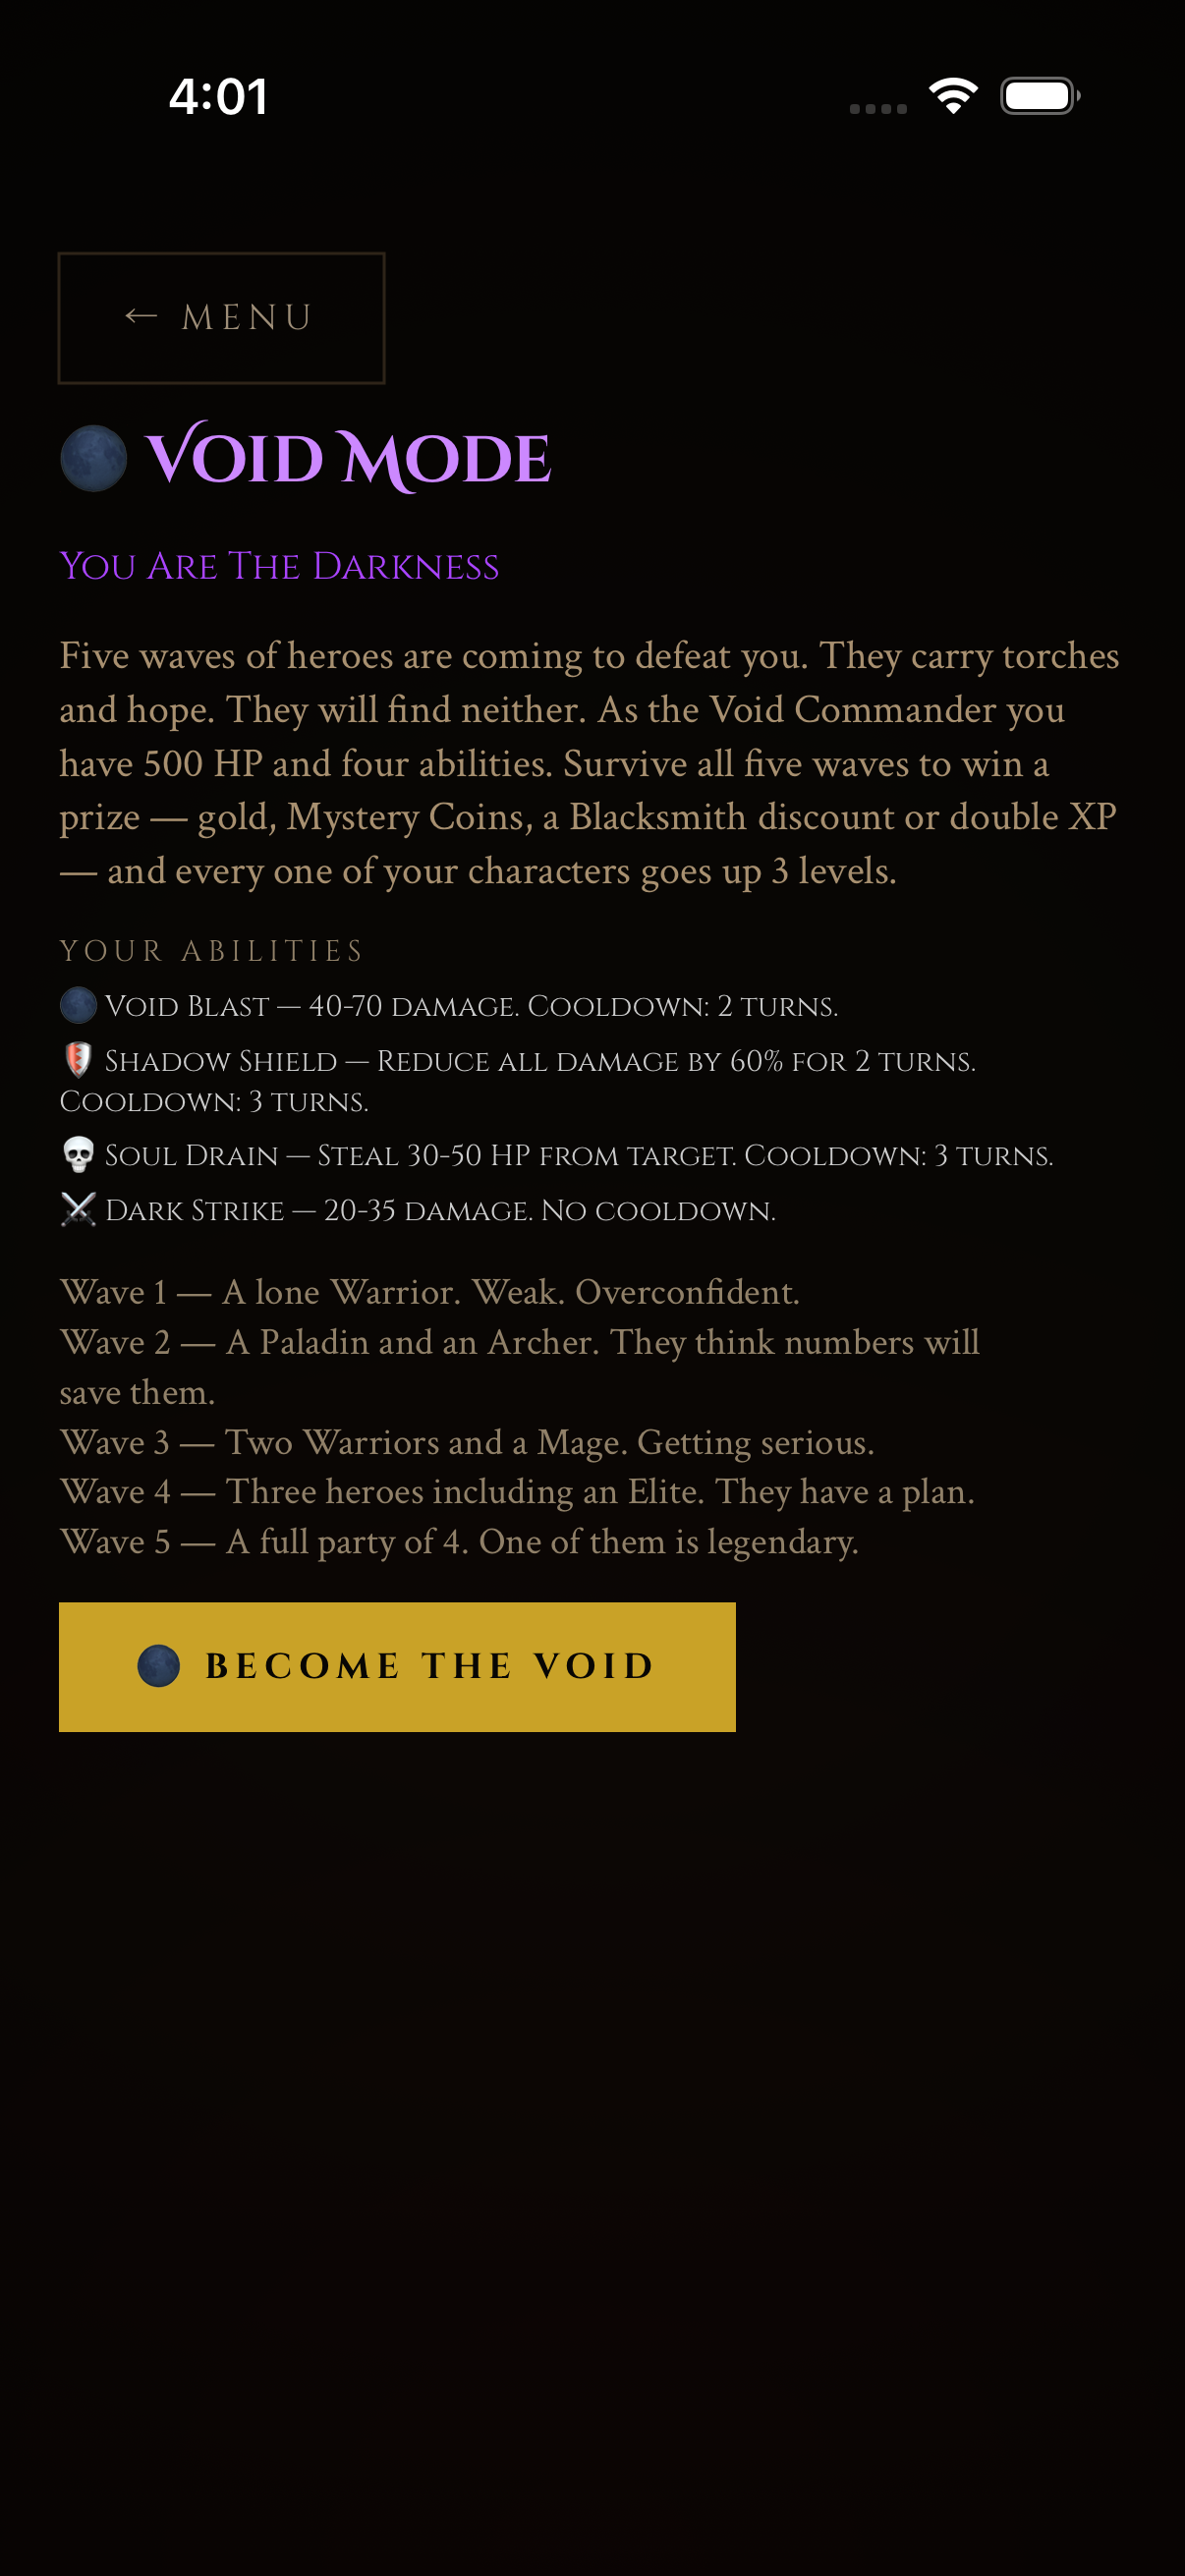 4:01
← MENU
🌑 Void Mode
You Are The Darkness
Five waves of heroes are coming to defeat you. They carry torches
and hope. They will find neither. As the Void Commander you
have 500 HP and four abilities. Survive all five waves to win a
prize — gold, Mystery Coins, a Blacksmith discount or double XP
— and every one of your characters goes up 3 levels.
YOUR ABILITIES
🌑 Void Blast — 40-70 damage. Cooldown: 2 turns.
🛡️ Shadow Shield — Reduce all damage by 60% for 2 turns.
Cooldown: 3 turns.
💀 Soul Drain — Steal 30-50 HP from target. Cooldown: 3 turns.
⚔️ Dark Strike — 20-35 damage. No cooldown.
Wave 1 — A lone Warrior. Weak. Overconfident.
Wave 2 — A Paladin and an Archer. They think numbers will
save them.
Wave 3 — Two Warriors and a Mage. Getting serious.
Wave 4 — Three heroes including an Elite. They have a plan.
Wave 5 — A full party of 4. One of them is legendary.
🌑 BECOME THE VOID